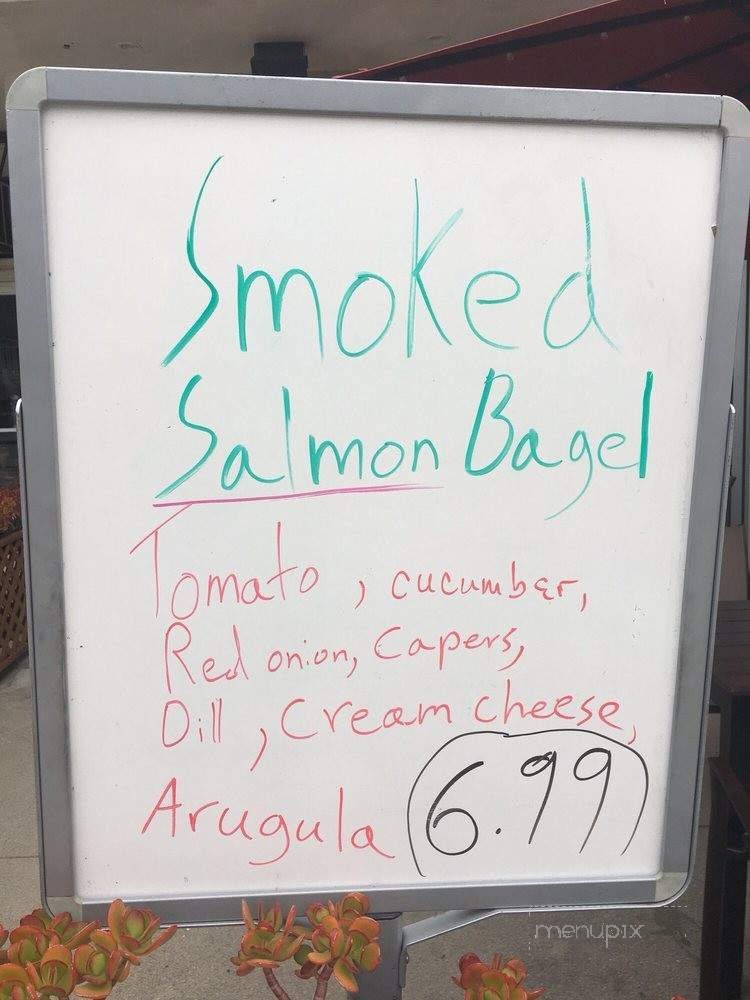 Smoked
Salmon Bagel
Tomato, cucumber,
Red onion, Capers,
Dill, Cream cheese,
Arugula 6.99
menupix